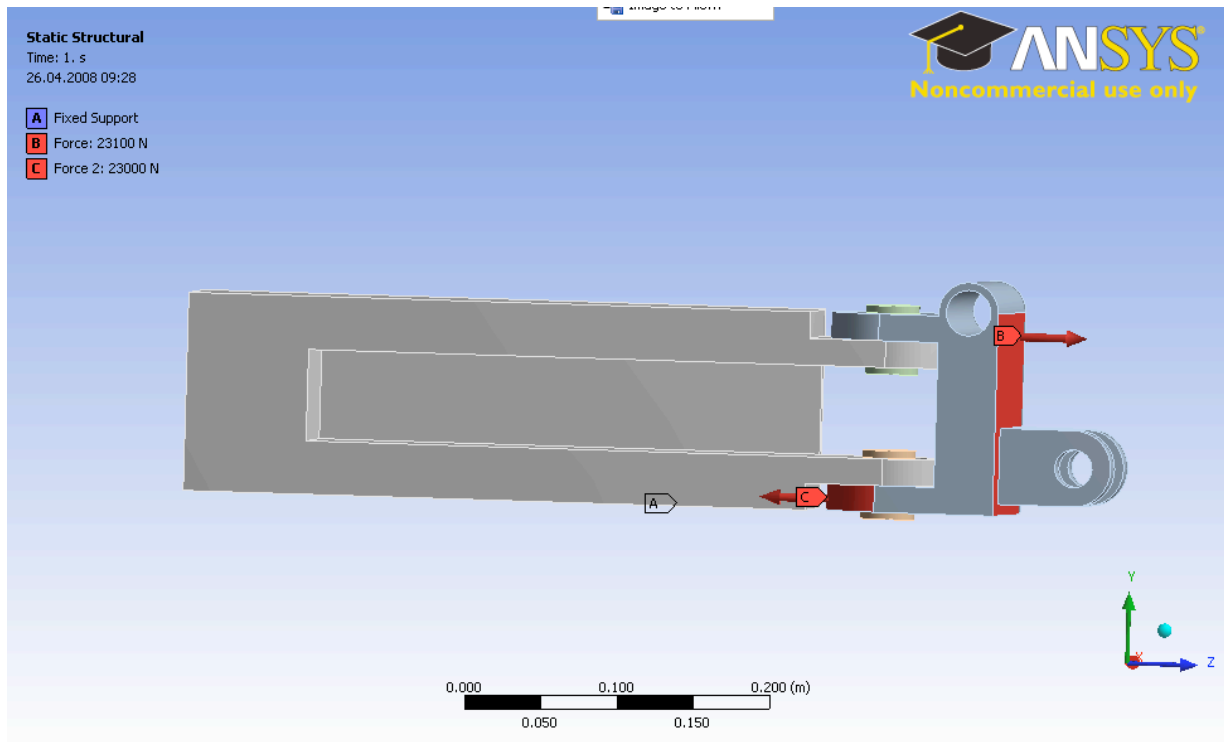 Static Structural
Time: 1. s
26.04.2008 09:28
A Fixed Support
B Force: 23100 N
C Force 2: 23000 N
ANSYS
Noncommercial use only
B
C
A
Y
X
Z
0.000 0.100 0.200 (m)
0.050 0.150